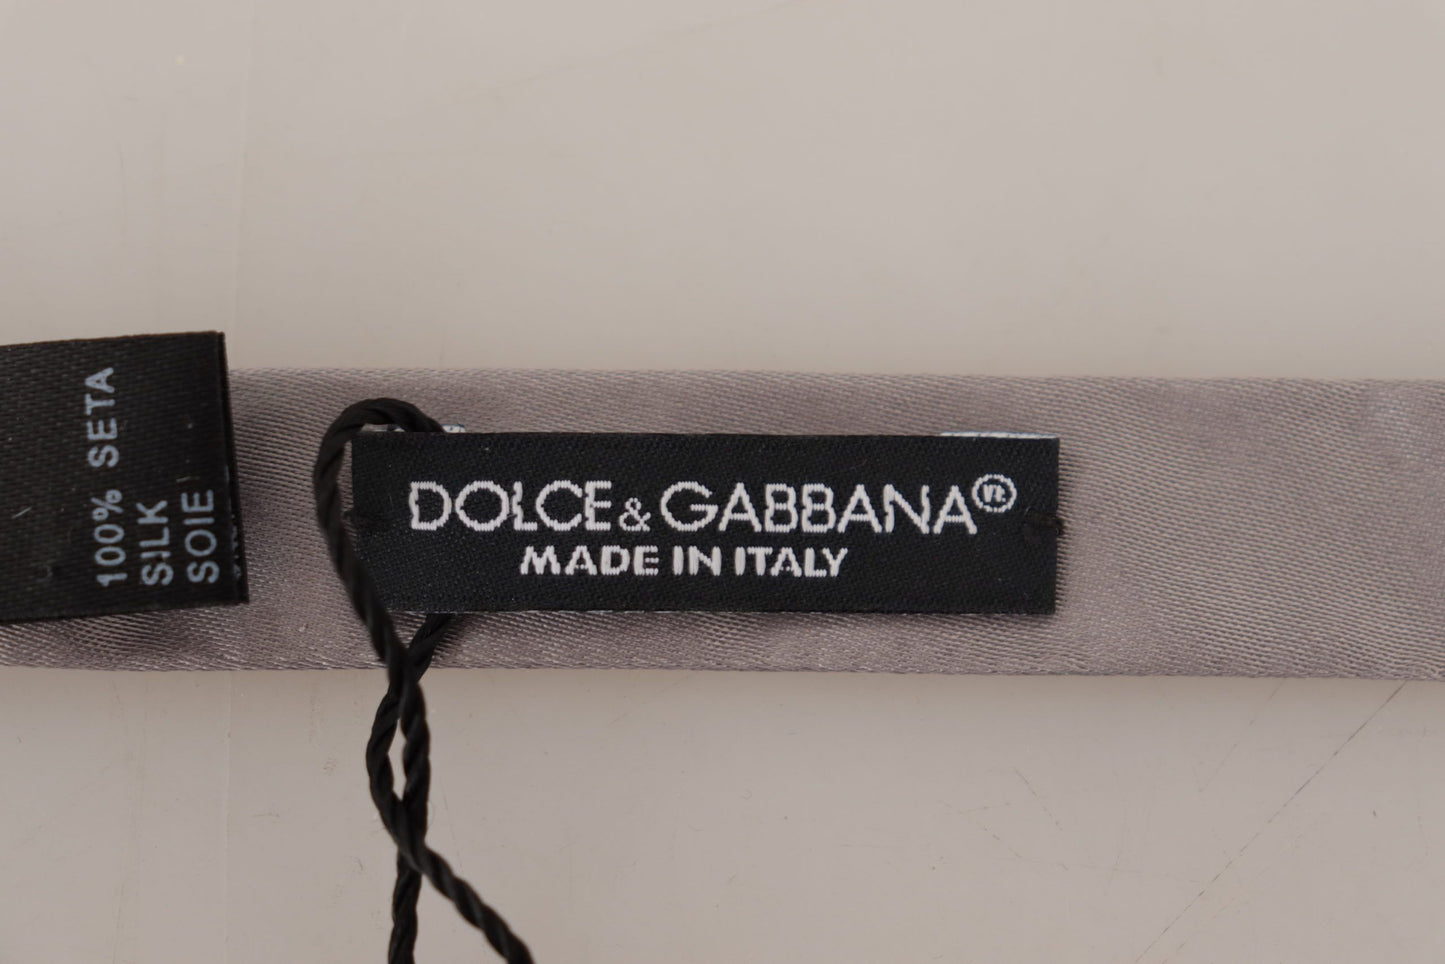 100% SETA
SILK
SOIE
DOLCE & GABBANA
MADE IN ITALY